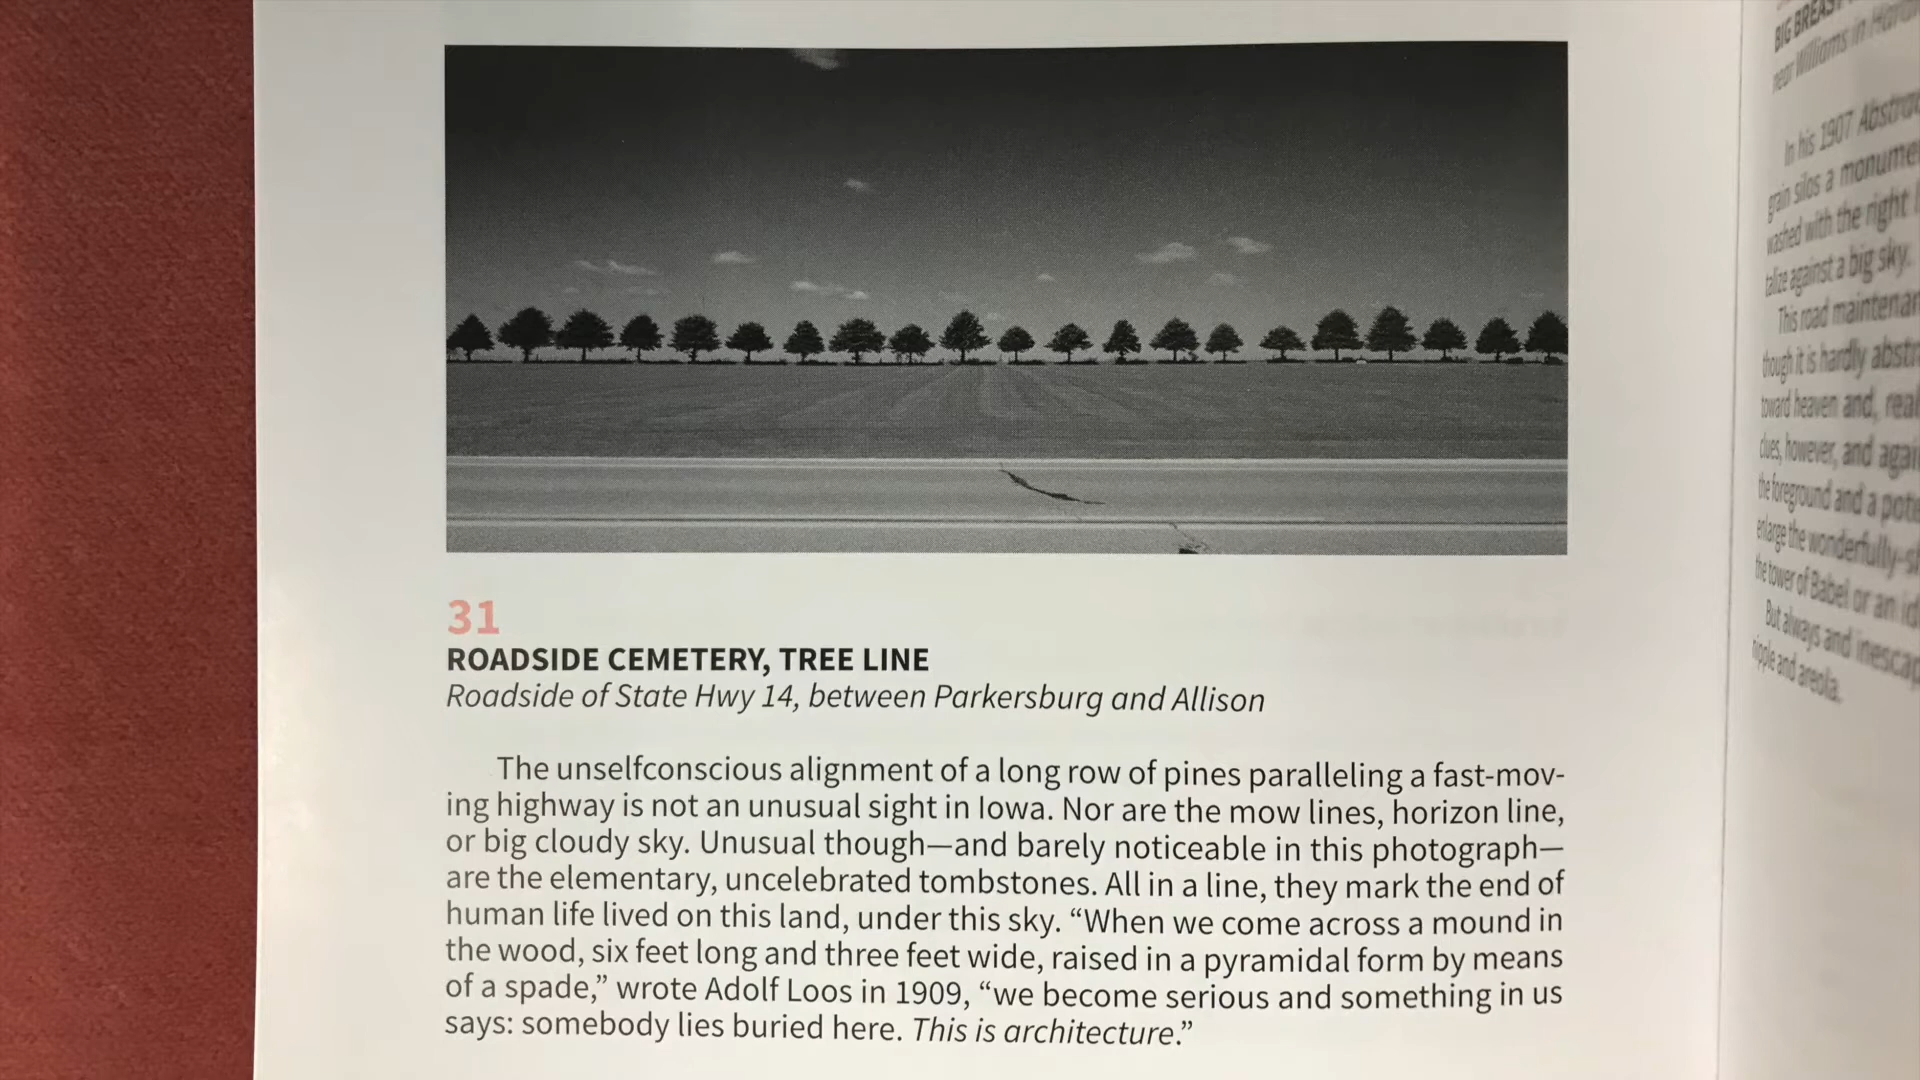 31
ROADSIDE CEMETERY, TREE LINE
Roadside of State Hwy 14, between Parkersburg and Allison
The unselfconscious alignment of a long row of pines paralleling a fast-mov-
ing highway is not an unusual sight in Iowa. Nor are the mow lines, horizon line,
or big cloudy sky. Unusual though—and barely noticeable in this photograph—
are the elementary, uncelebrated tombstones. All in a line, they mark the end of
human life lived on this land, under this sky. “When we come across a mound in
the wood, six feet long and three feet wide, raised in a pyramidal form by means
of a spade,” wrote Adolf Loos in 1909, “we become serious and something in us
says: somebody lies buried here. This is architecture.”
BIG BREAST
near Williams in
In his 1907
grain silos a
washed with the right
talize against a big sky.
This road
though it is hardly
toward heaven and,
clues, however, and
the foreground and a
enlarge the
the tower of Babel or an
But always and
nipple and areola.